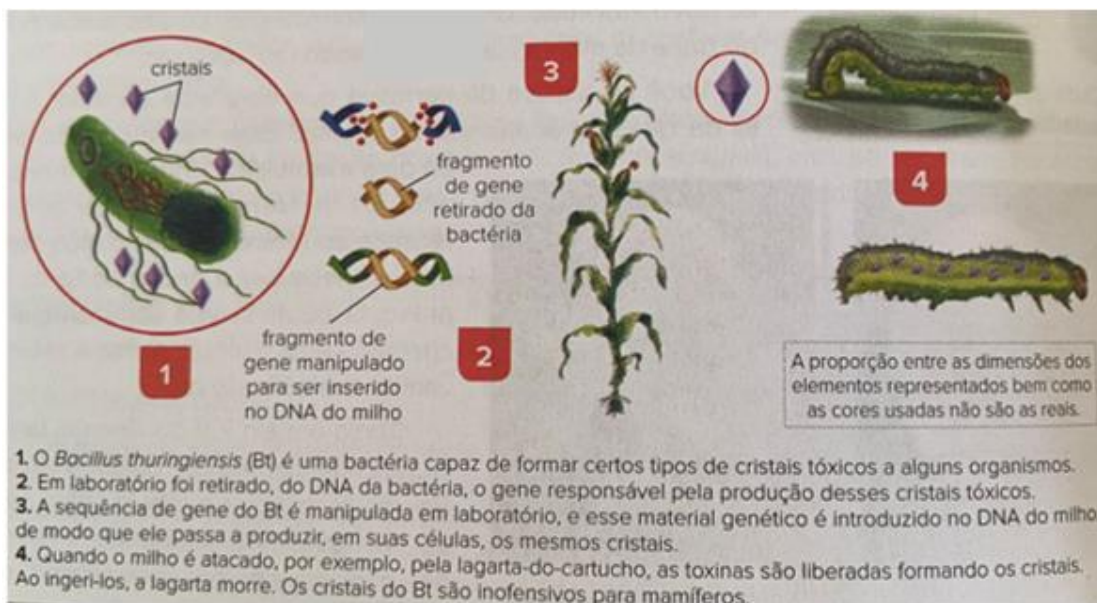 cristais
1
fragmento
de gene
retirado da
bactéria
fragmento de
gene manipulado
para ser inserido
no DNA do milho
2
3
4
A proporção entre as dimensões dos
elementos representados bem como
as cores usadas não são as reais.
1. O Bacillus thuringiensis (Bt) é uma bactéria capaz de formar certos tipos de cristais tóxicos a alguns organismos.
2. Em laboratório foi retirado, do DNA da bactéria, o gene responsável pela produção desses cristais tóxicos.
3. A sequência de gene do Bt é manipulada em laboratório, e esse material genético é introduzido no DNA do milho
de modo que ele passa a produzir, em suas células, os mesmos cristais.
4. Quando o milho é atacado, por exemplo, pela lagarta-do-cartucho, as toxinas são liberadas formando os cristais.
Ao ingeri-los, a lagarta morre. Os cristais do Bt são inofensivos para mamíferos.